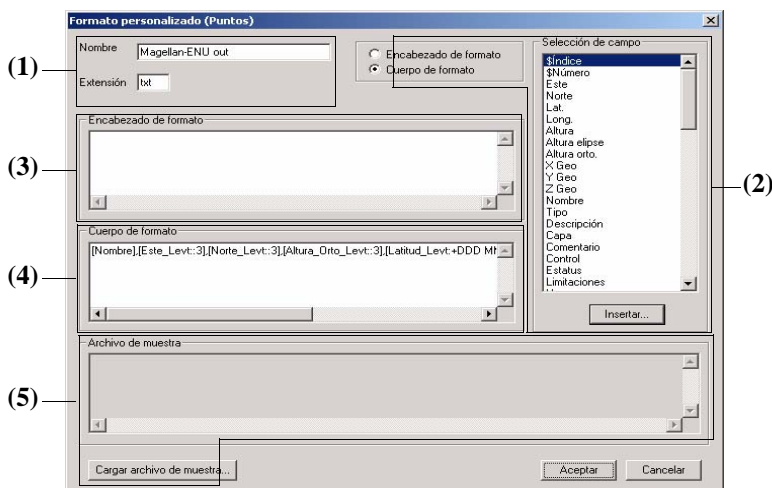 Formato personalizado (Puntos)
Nombre
Magellan-ENU out
Extensión
txt
(1)
Encabezado de formato
Cuerpo de formato
Selección de campo
$Índice
$Número
Este
Norte
Lat.
Long.
Altura
Altura elipse
Altura orto.
X Geo
Y Geo
Z Geo
Nombre
Tipo
Descripción
Capa
Comentario
Control
Estatus
Limitaciones
(2)
Insertar...
Encabezado de formato
(3)
Cuerpo de formato
[Nombre],[Este_Levt::3],[Norte_Levt::3],[Altura_Orto_Levt::3],[Latitud_Levt:+DDD
(4)
Archivo de muestra
(5)
Cargar archivo de muestra...
Aceptar
Cancelar